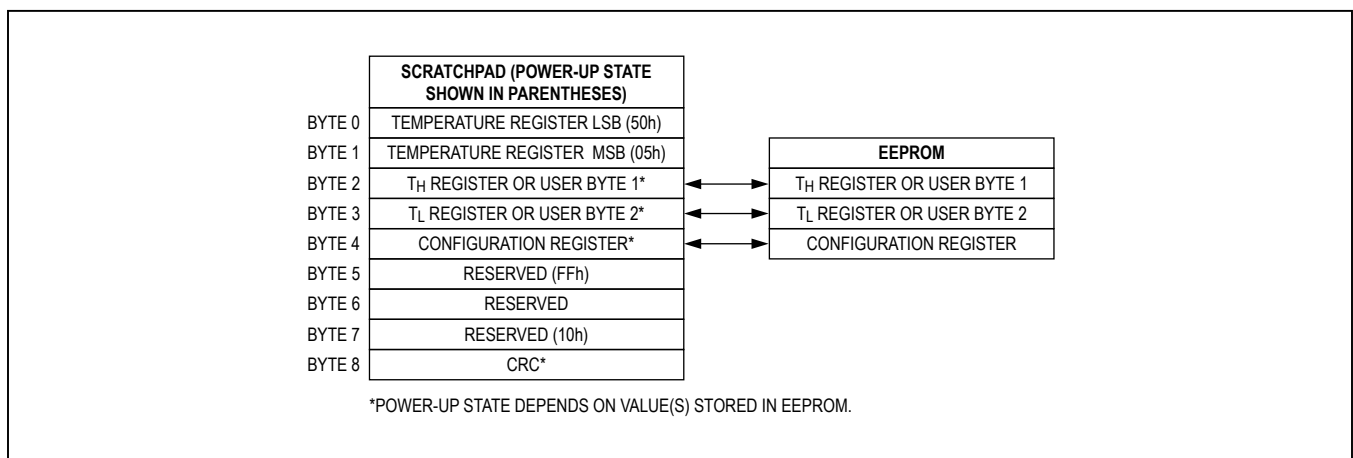 SCRATCHPAD (POWER-UP STATE
SHOWN IN PARENTHESES)
BYTE 0 TEMPERATURE REGISTER LSB (50h)
BYTE 1 TEMPERATURE REGISTER MSB (05h) EEPROM
BYTE 2 TH REGISTER OR USER BYTE 1* TH REGISTER OR USER BYTE 1
BYTE 3 TL REGISTER OR USER BYTE 2* TL REGISTER OR USER BYTE 2
BYTE 4 CONFIGURATION REGISTER* CONFIGURATION REGISTER
BYTE 5 RESERVED (FFh)
BYTE 6 RESERVED
BYTE 7 RESERVED (10h)
BYTE 8 CRC*
*POWER-UP STATE DEPENDS ON VALUE(S) STORED IN EEPROM.